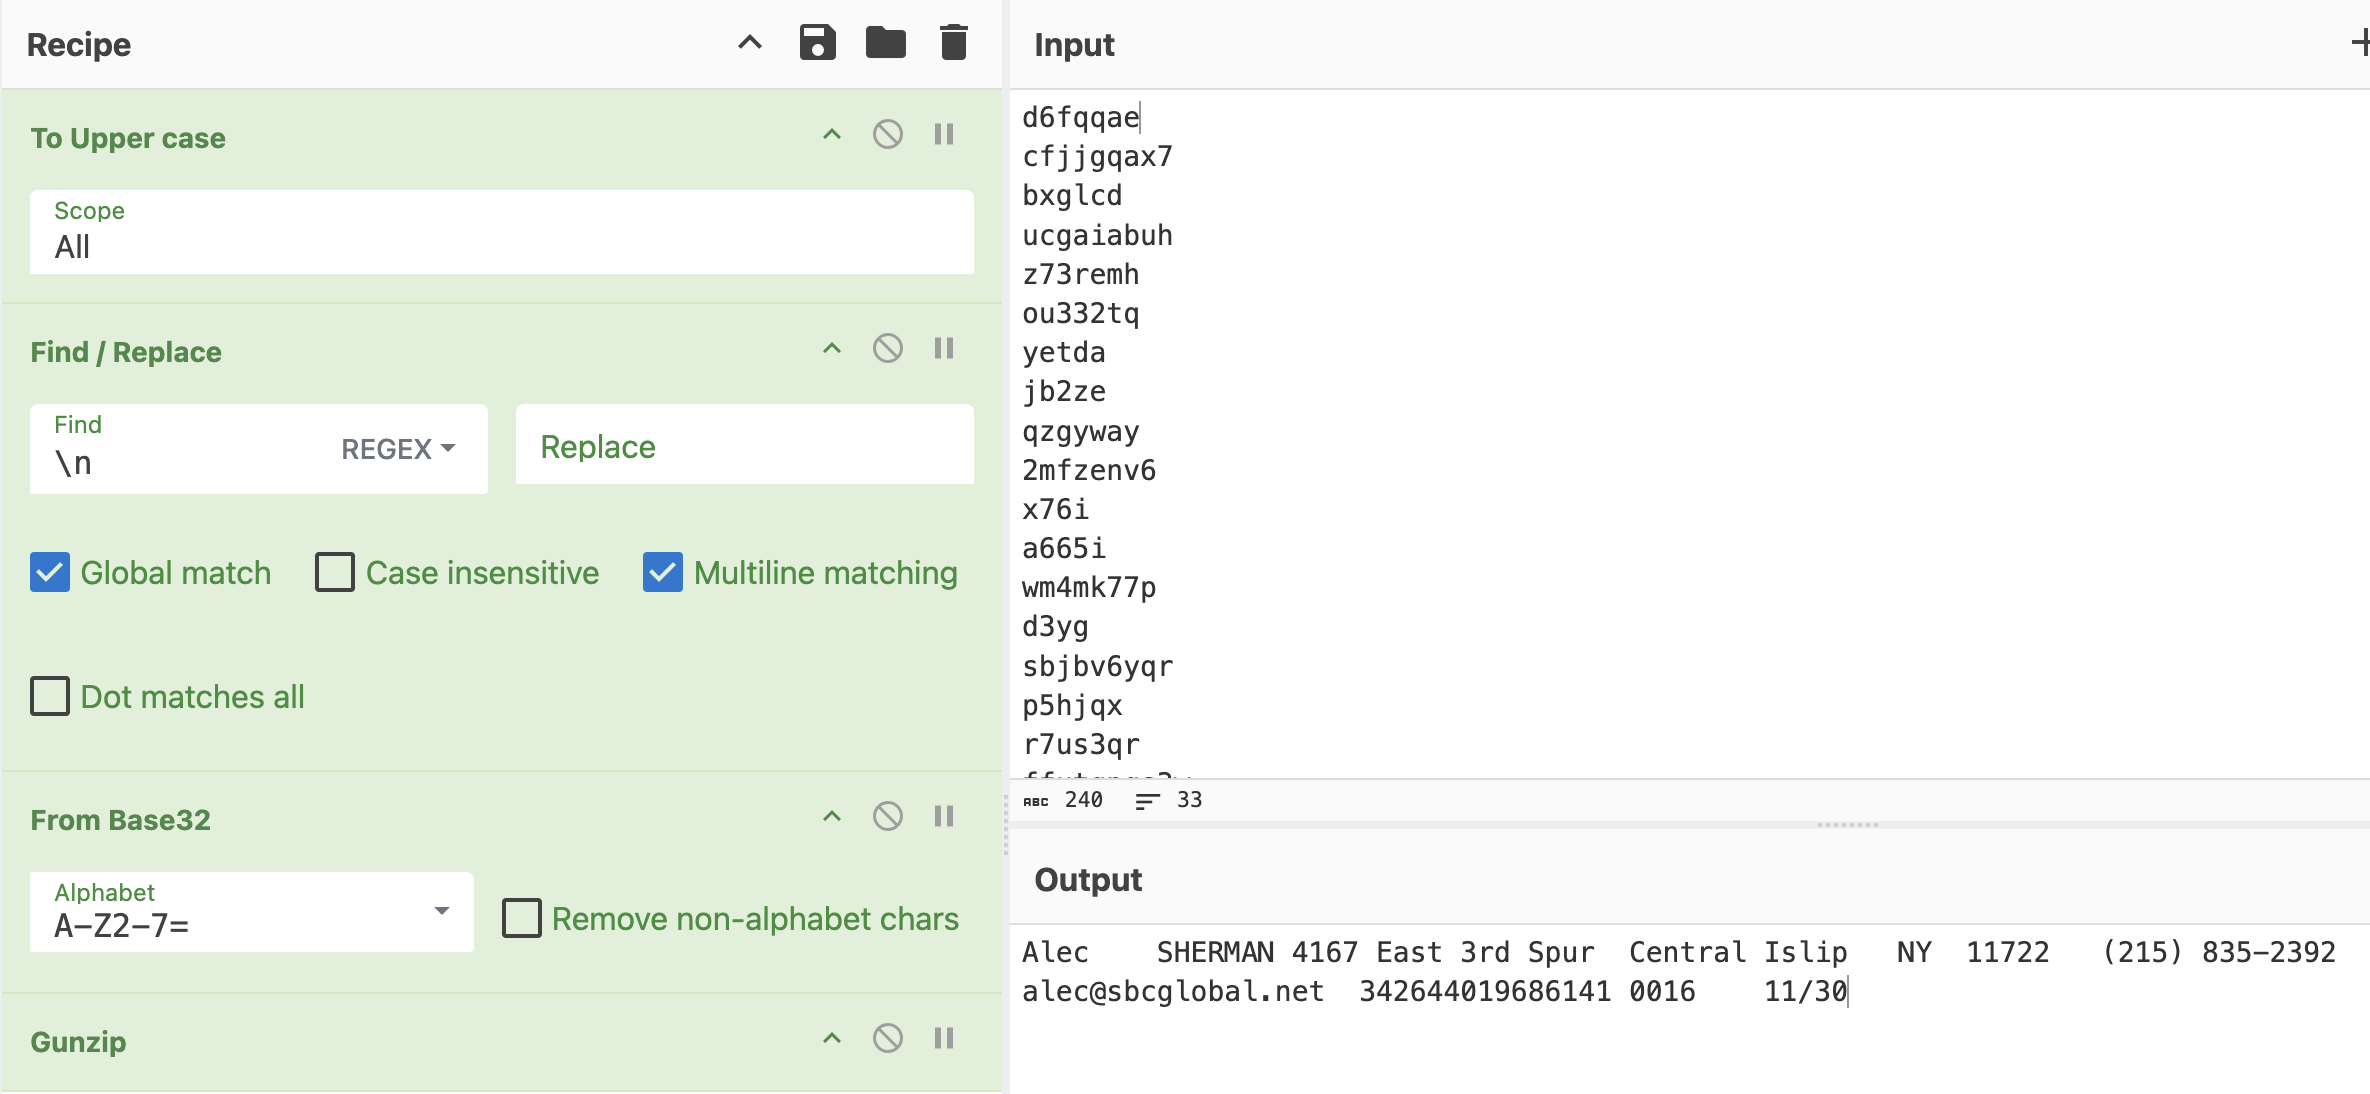 Recipe
To Upper case
Scope
All
Find / Replace
Find
\n
REGEX
Replace
Global match
Case insensitive
Multiline matching
Dot matches all
From Base32
Alphabet
A-Z2-7=
Remove non-alphabet chars
Gunzip
Input
d6fqqae
cfjjgqax7
bxglcd
ucgaiabuh
z73remh
ou332tq
yetda
jb2ze
qzgyway
2mfzenv6
x76i
a665i
wm4mk77p
d3yg
sbjbv6yqr
p5hjqx
r7us3qr
ABC 240 33
Output
Alec SHERMAN 4167 East 3rd Spur Central Islip NY 11722 (215) 835-2392
alec@sbcglobal.net 342644019686141 0016 11/30